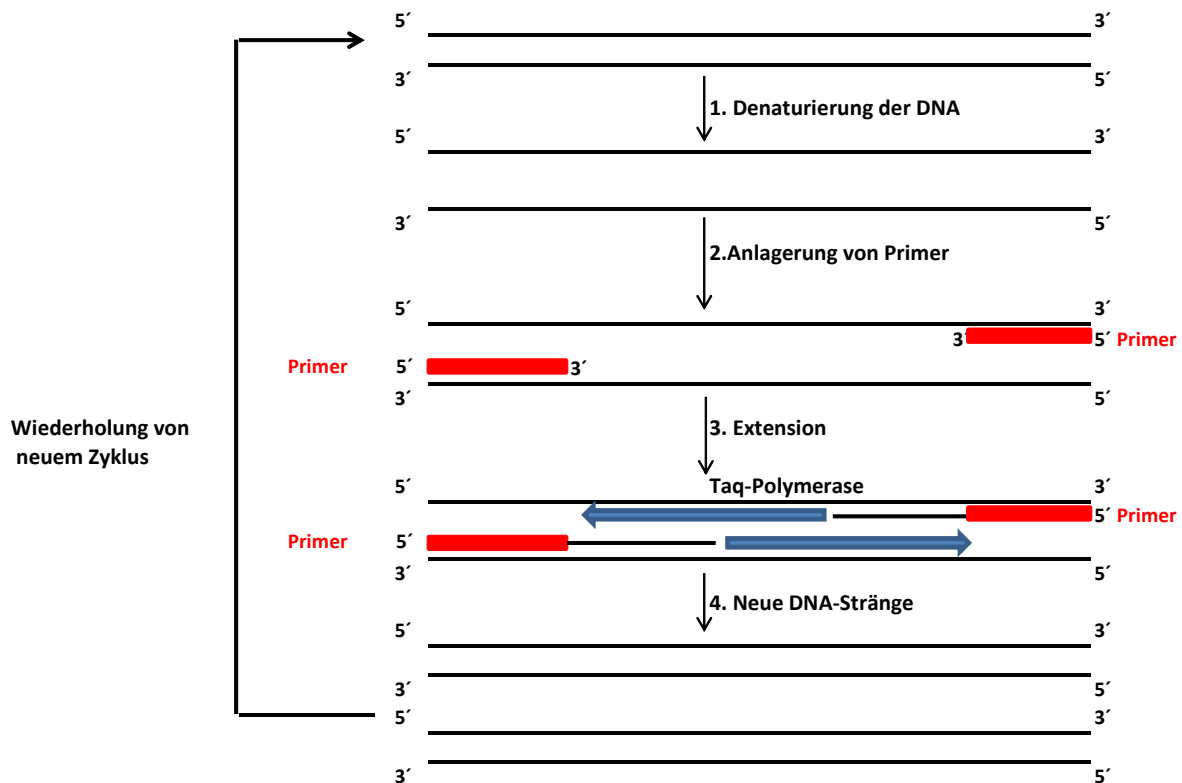 5´ 3´
3´ 5´
1. Denaturierung der DNA
5´ 3´
3´ 5´
2.Anlagerung von Primer
5´ 3´
3´ 5´ Primer
Primer 5´ 3´
3´ 5´
Wiederholung von
neuem Zyklus
3. Extension
Taq-Polymerase
5´ 3´
5´ Primer
Primer 5´
3´ 5´
4. Neue DNA-Stränge
5´ 3´
3´ 5´
5´ 3´
3´ 5´